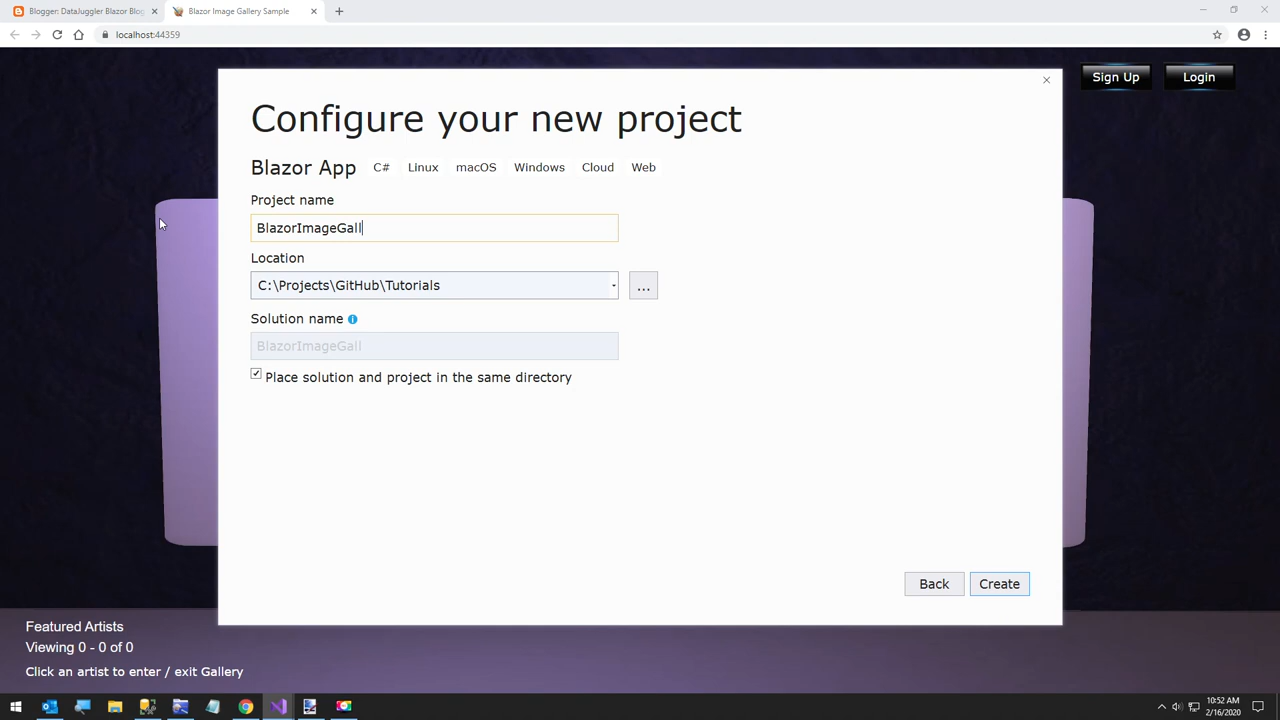 Blogger: DataJuggler Blazor Blog
Blazor Image Gallery Sample
localhost:44359
Sign Up
Login
Configure your new project
Blazor App C# Linux macOS Windows Cloud Web
Project name
BlazorImageGall
Location
C:\Projects\GitHub\Tutorials
...
Solution name
BlazorImageGall
Place solution and project in the same directory
Back
Create
Featured Artists
Viewing 0 - 0 of 0
Click an artist to enter / exit Gallery
10:52 AM
2/16/2020